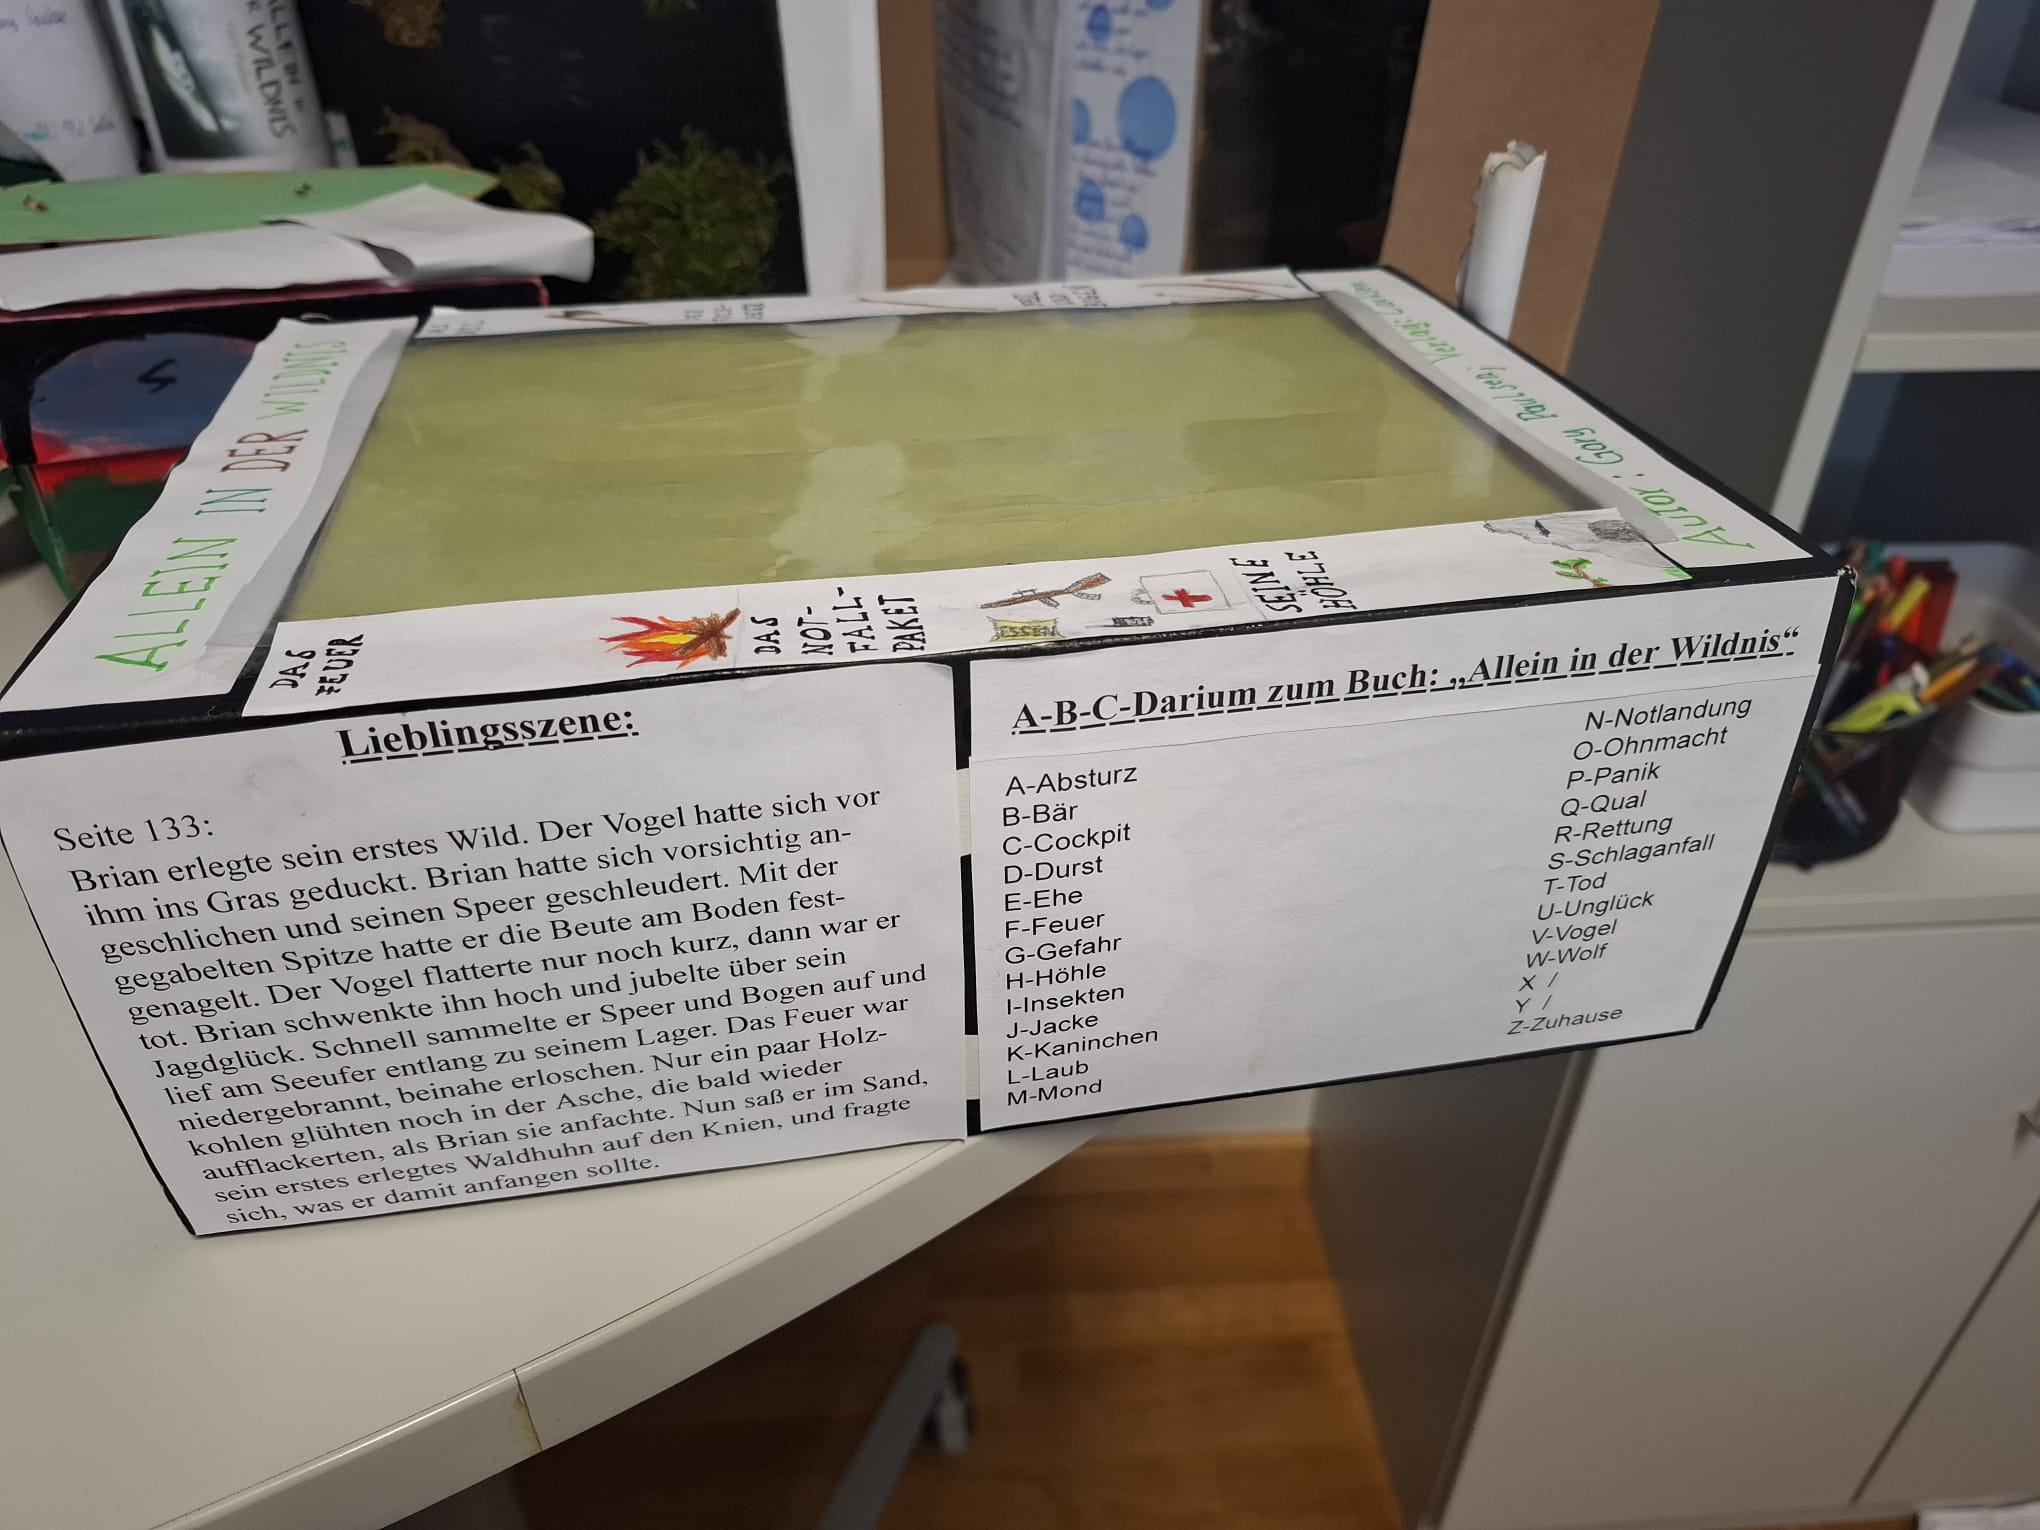 ALLEIN IN DER WILDNIS
Autor: Gary Paulsen; Verlag: Carlsen
DAS
FEUER
DAS
NOT-
FALL-
PAKET
ESSEN
SEINE
HÖHLE
Lieblingsszene:
Seite 133:
Brian erlegte sein erstes Wild. Der Vogel hatte sich vor
ihm ins Gras geduckt. Brian hatte sich vorsichtig an-
geschlichen und seinen Speer geschleudert. Mit der
gegabelten Spitze hatte er die Beute am Boden fest-
genagelt. Der Vogel flatterte nur noch kurz, dann war er
tot. Brian schwenkte ihn hoch und jubelte über sein
Jagdglück. Schnell sammelte er Speer und Bogen auf und
lief am Seeufer entlang zu seinem Lager. Das Feuer war
niedergebrannt, beinahe erloschen. Nur ein paar Holz-
kohlen glühten noch in der Asche, die bald wieder
aufflackerten, als Brian sie anfachte. Nun saß er im Sand,
sein erstes erlegtes Waldhuhn auf den Knien, und fragte
sich, was er damit anfangen sollte.
A-B-C-Darium zum Buch: „Allein in der Wildnis“
A-Absturz
B-Bär
C-Cockpit
D-Durst
E-Ehe
F-Feuer
G-Gefahr
H-Höhle
I-Insekten
J-Jacke
K-Kaninchen
L-Laub
M-Mond
N-Notlandung
O-Ohnmacht
P-Panik
Q-Qual
R-Rettung
S-Schlaganfall
T-Tod
U-Unglück
V-Vogel
W-Wolf
X /
Y /
Z-Zuhause
WILDNIS